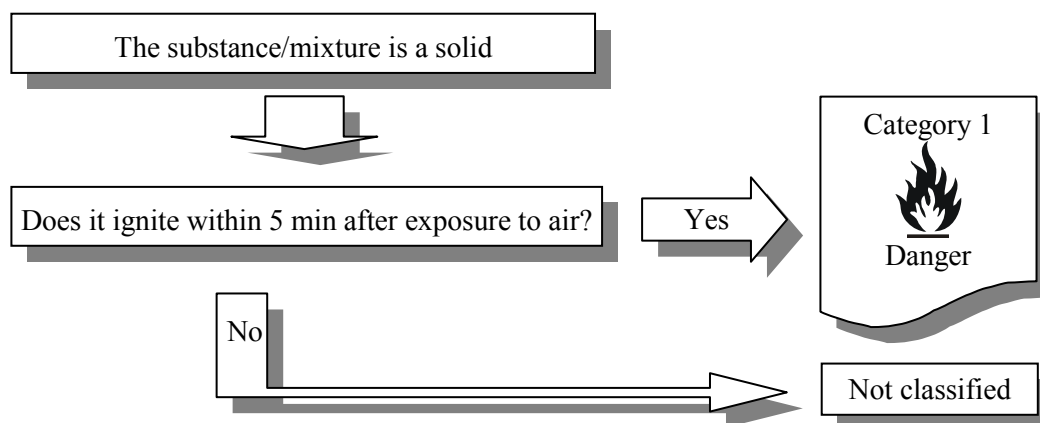 The substance/mixture is a solid
Category 1
Does it ignite within 5 min after exposure to air?
Yes
Danger
No
Not classified